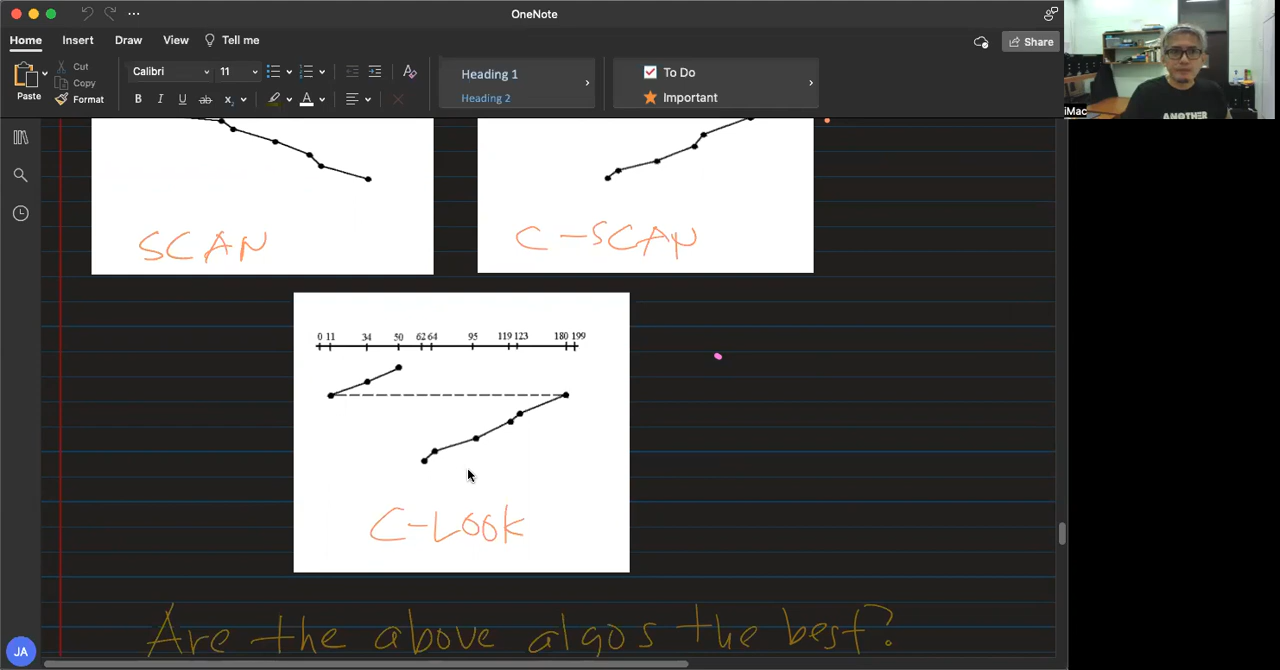 OneNote
Home Insert Draw View Tell me
Share
Paste
Cut
Copy
Format
Calibri 11
B I U ab x A
Heading 1
Heading 2
To Do
Important
iMac
ANOTHER
SCAN
C-SCAN
0 11 34 50 62 64 95 119 123 180 199
C-LOOK
Are the above algos the best?
JA